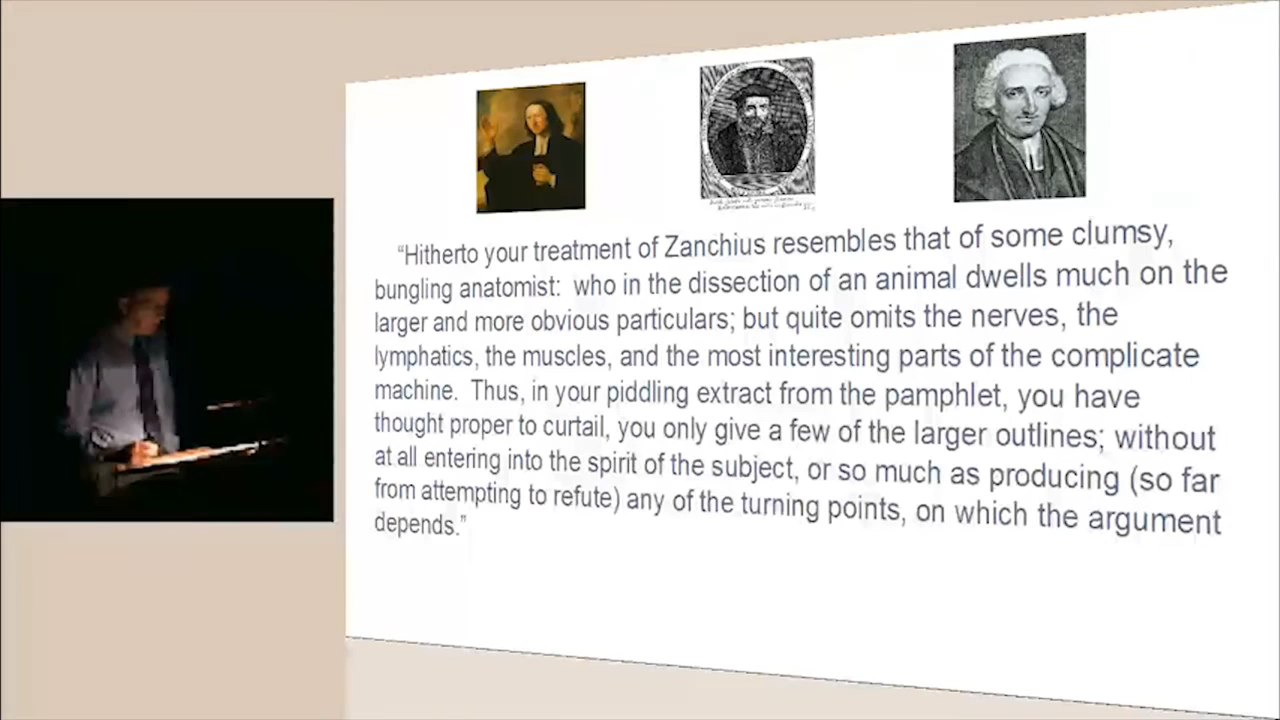 “Hitherto your treatment of Zanchius resembles that of some clumsy,
bungling anatomist:  who in the dissection of an animal dwells much on the
larger and more obvious particulars; but quite omits the nerves, the
lymphatics, the muscles, and the most interesting parts of the complicate
machine.  Thus, in your piddling extract from the pamphlet, you have
thought proper to curtail, you only give a few of the larger outlines; without
at all entering into the spirit of the subject, or so much as producing (so far
from attempting to refute) any of the turning points, on which the argument
depends.”